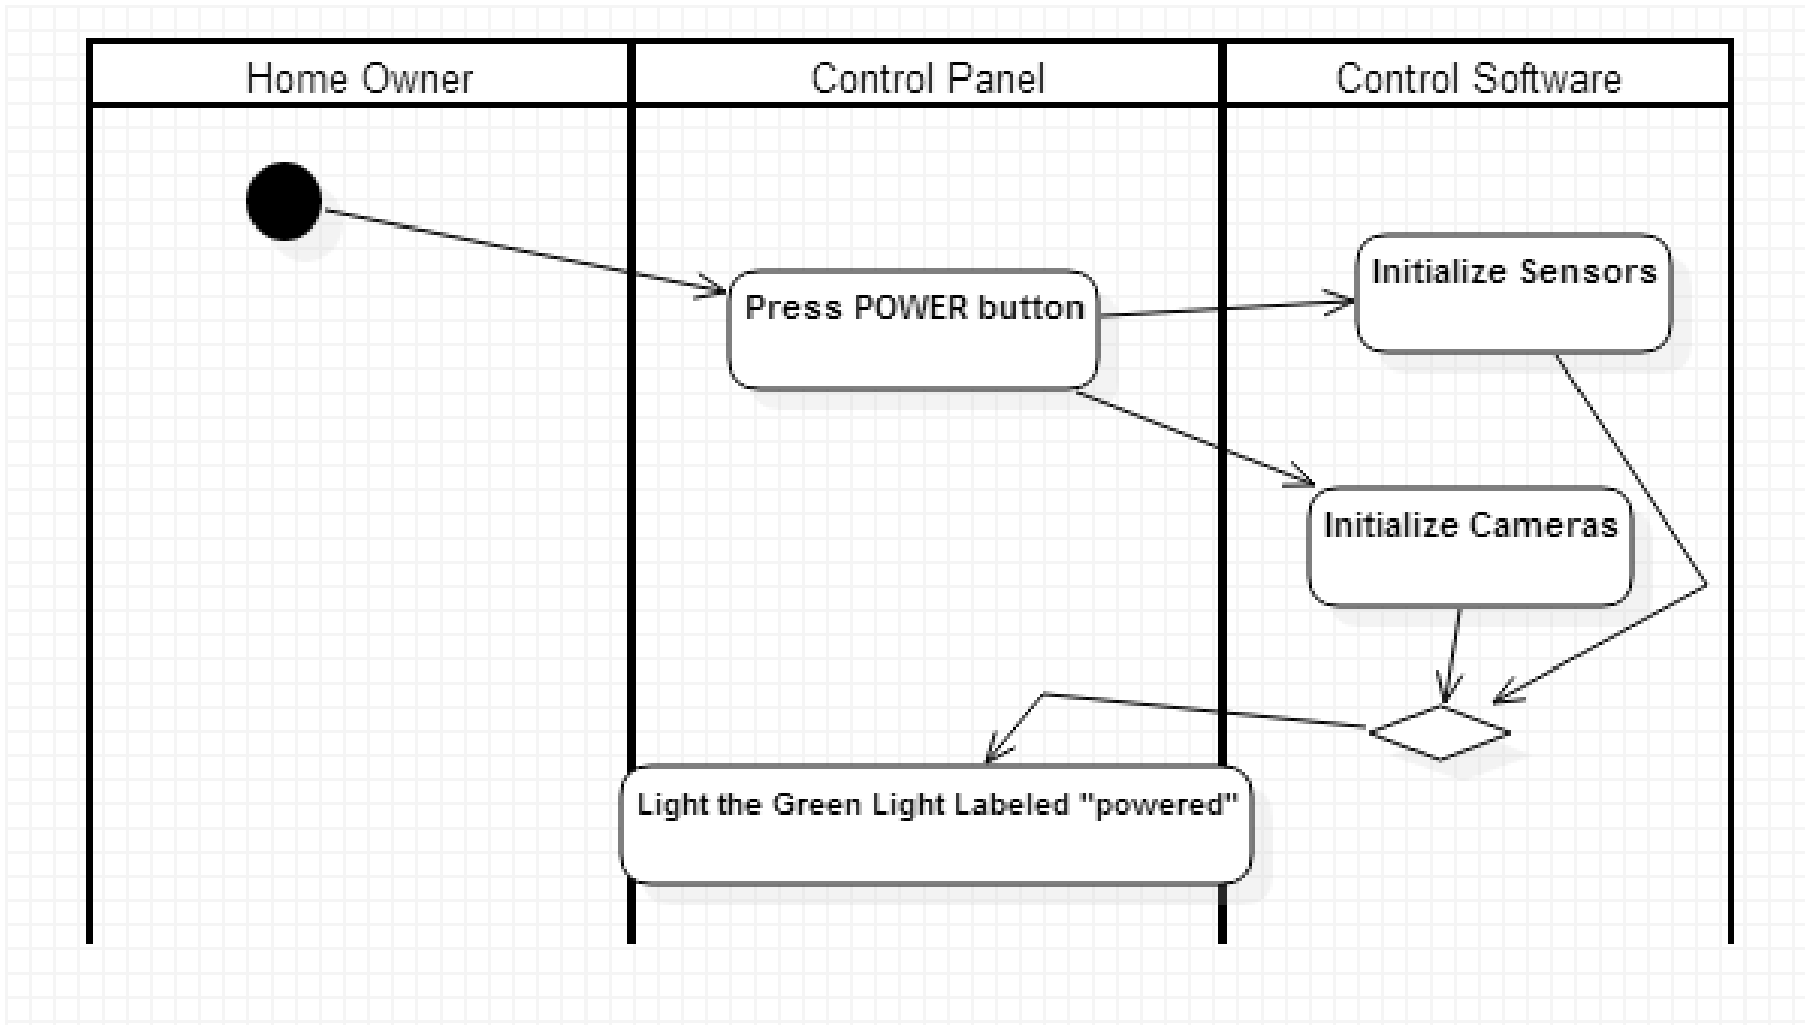 Home Owner
Control Panel
Control Software
Initialize Sensors
Press POWER button
Initialize Cameras
Light the Green Light Labeled "powered"